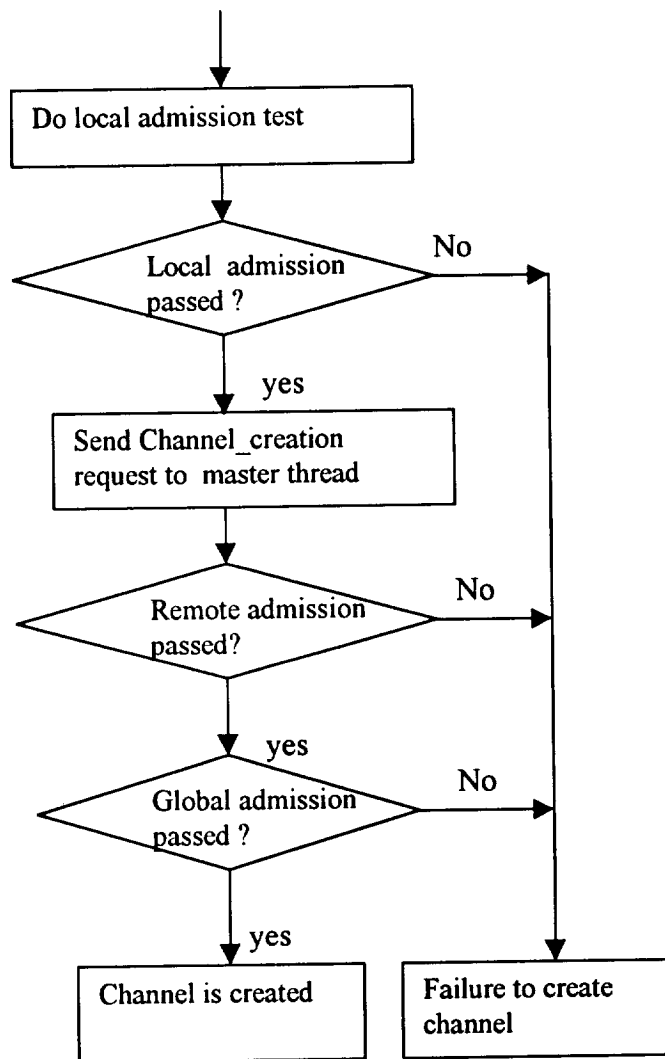 Do local admission test
No
Local admission
passed ?
yes
Send Channel_creation
request to master thread
No
Remote admission
passed?
yes
No
Global admission
passed ?
yes
Channel is created
Failure to create
channel